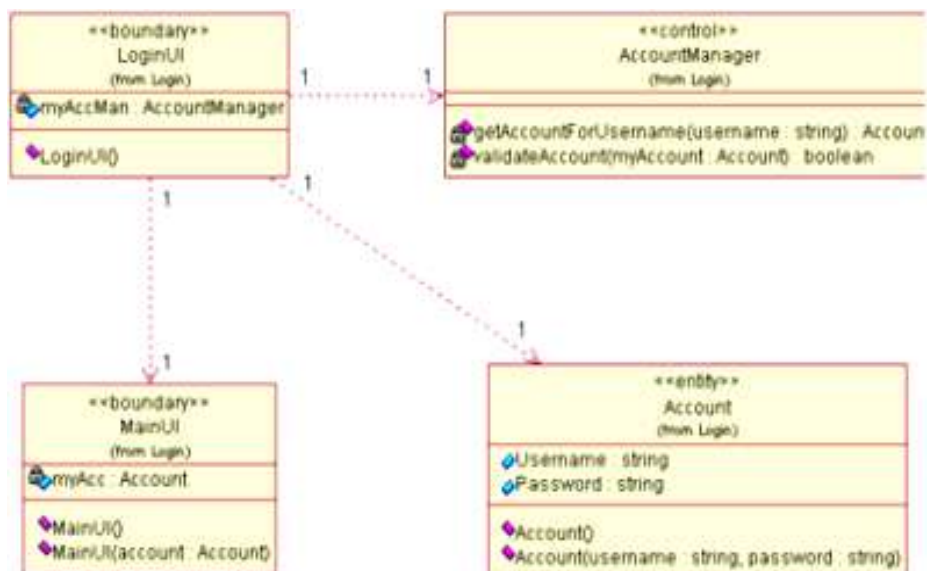 <<boundary>>
LoginUI
(from Login)
myAccMan : AccountManager
LoginUI()
<<control>>
AccountManager
(from Login)
getAccountForUsername(username : string) : Accoun
validateAccount(myAccount : Account) : boolean
1
1
1
1
1
1
<<boundary>>
MainUI
(from Login)
myAcc : Account
MainUI()
MainUI(account : Account)
<<entity>>
Account
(from Login)
Username : string
Password : string
Account()
Account(username : string, password : string)